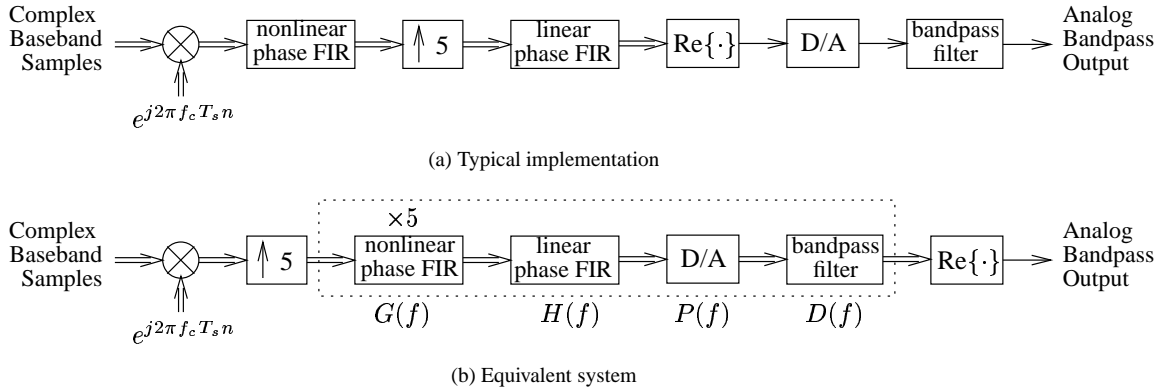 Complex
Baseband
Samples
nonlinear
phase FIR
↑ 5
linear
phase FIR
Re{·}
D/A
bandpass
filter
Analog
Bandpass
Output
e^{j2πf_cT_sn}
(a) Typical implementation
Complex
Baseband
Samples
↑ 5
×5
nonlinear
phase FIR
linear
phase FIR
D/A
bandpass
filter
Re{·}
Analog
Bandpass
Output
e^{j2πf_cT_sn}
G(f)
H(f)
P(f)
D(f)
(b) Equivalent system